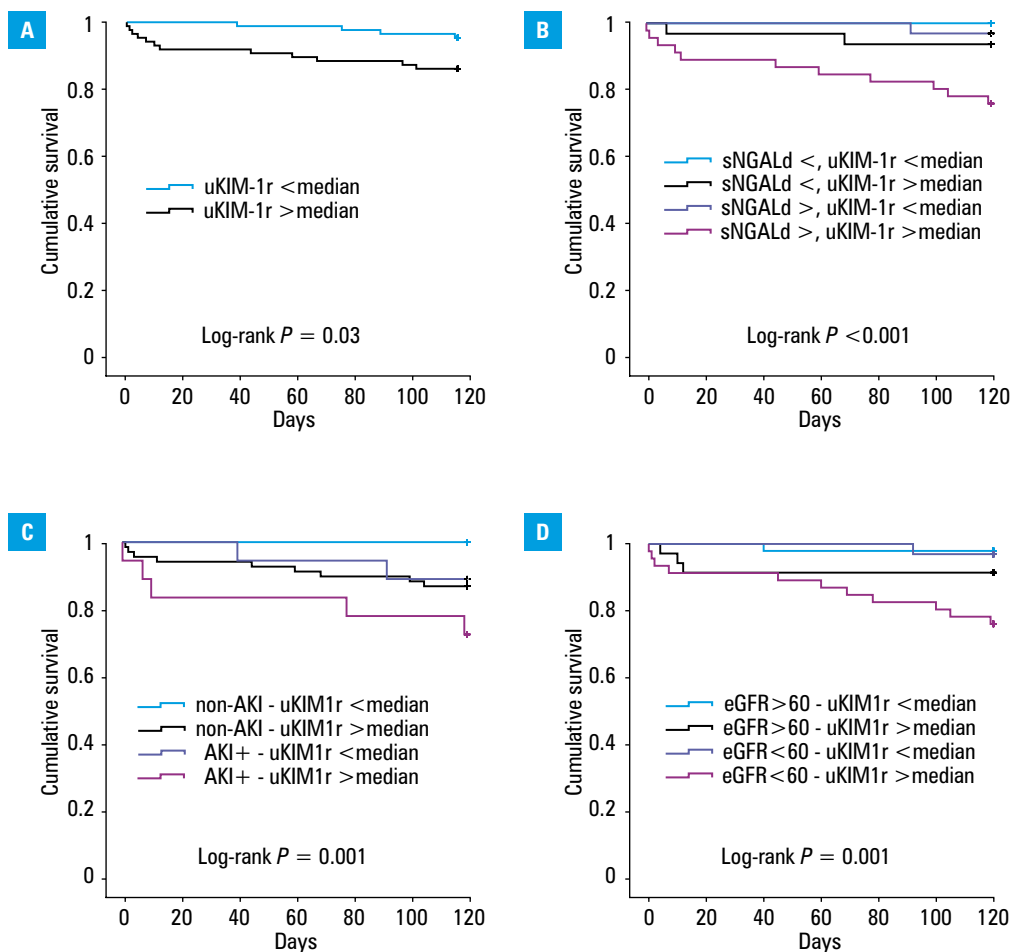 A
Cumulative survival
1
0.8
0.6
0.4
0.2
0
uKIM-1r <median
uKIM-1r >median
Log-rank P = 0.03
0 20 40 60 80 100 120
Days
B
Cumulative survival
1
0.8
0.6
0.4
0.2
0
sNGALd <, uKIM-1r <median
sNGALd <, uKIM-1r >median
sNGALd >, uKIM-1r <median
sNGALd >, uKIM-1r >median
Log-rank P <0.001
0 20 40 60 80 100 120
Days
C
Cumulative survival
1
0.8
0.6
0.4
0.2
0
non-AKI - uKIM1r <median
non-AKI - uKIM1r >median
AKI+ - uKIM1r <median
AKI+ - uKIM1r >median
Log-rank P = 0.001
0 20 40 60 80 100 120
Days
D
Cumulative survival
1
0.8
0.6
0.4
0.2
0
eGFR>60 - uKIM1r <median
eGFR>60 - uKIM1r >median
eGFR<60 - uKIM1r <median
eGFR<60 - uKIM1r >median
Log-rank P = 0.001
0 20 40 60 80 100 120
Days